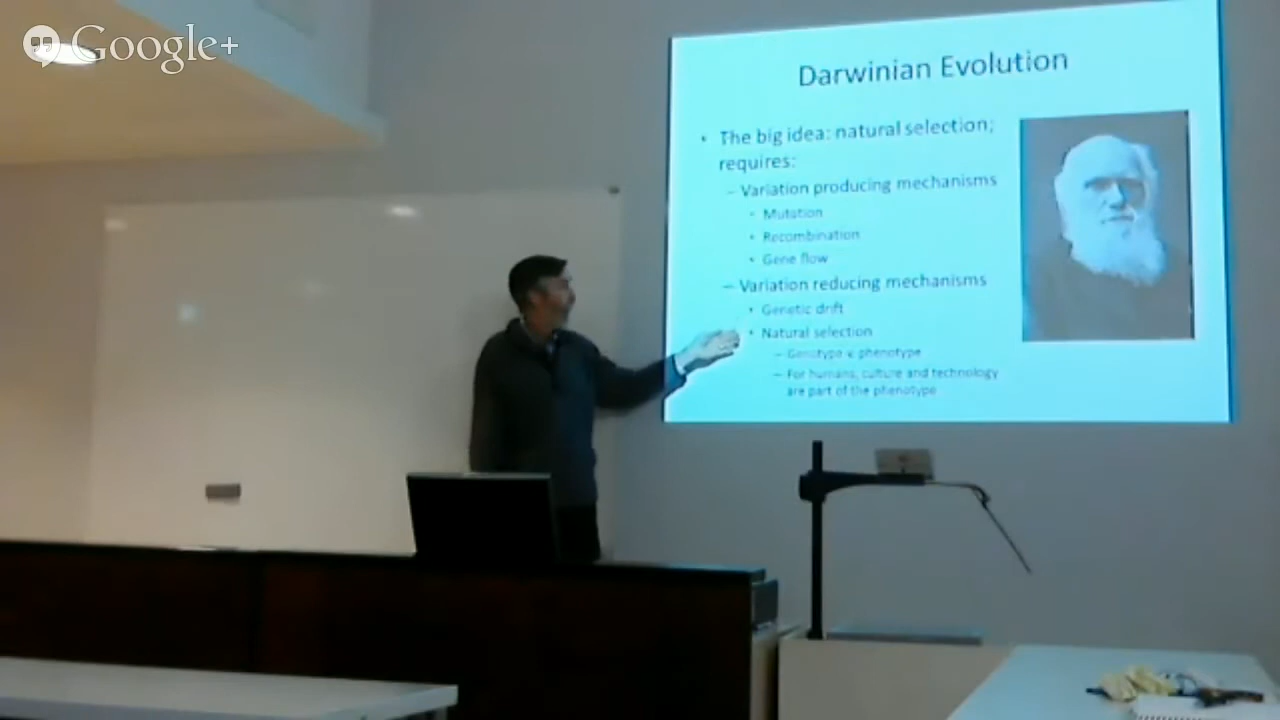 Google+
Darwinian Evolution
• The big idea: natural selection;
requires:
– Variation producing mechanisms
• Mutation
• Recombination
• Gene flow
– Variation reducing mechanisms
• Genetic drift
• Natural selection
– Genotype v. phenotype
– For humans, culture and technology
are part of the phenotype